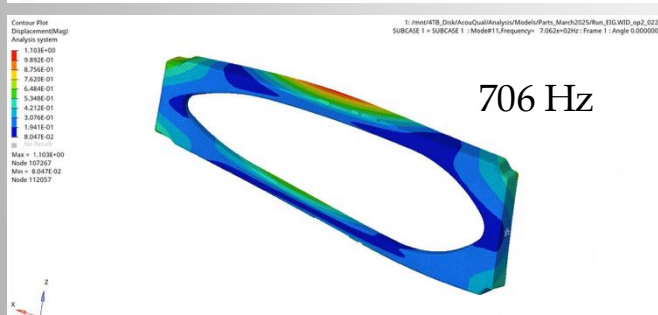 Contour Plot
Displacement(Mag)
Analysis system
1.103E+00
9.892E-01
8.756E-01
7.620E-01
6.484E-01
5.348E-01
4.212E-01
3.076E-01
1.941E-01
8.047E-02
No Result
Max = 1.103E+00
Node 107267
Min = 8.047E-02
Node 112057
1: /mnt/4TB_Disk/AcouQual/Analysis/Models/Parts_March2025/Run_EIG.WID_op2_022
SUBCASE 1 = SUBCASE 1 : Mode#11,Frequency= 7.062e+02Hz : Frame 1 : Angle 0.000000
706 Hz
Z
X